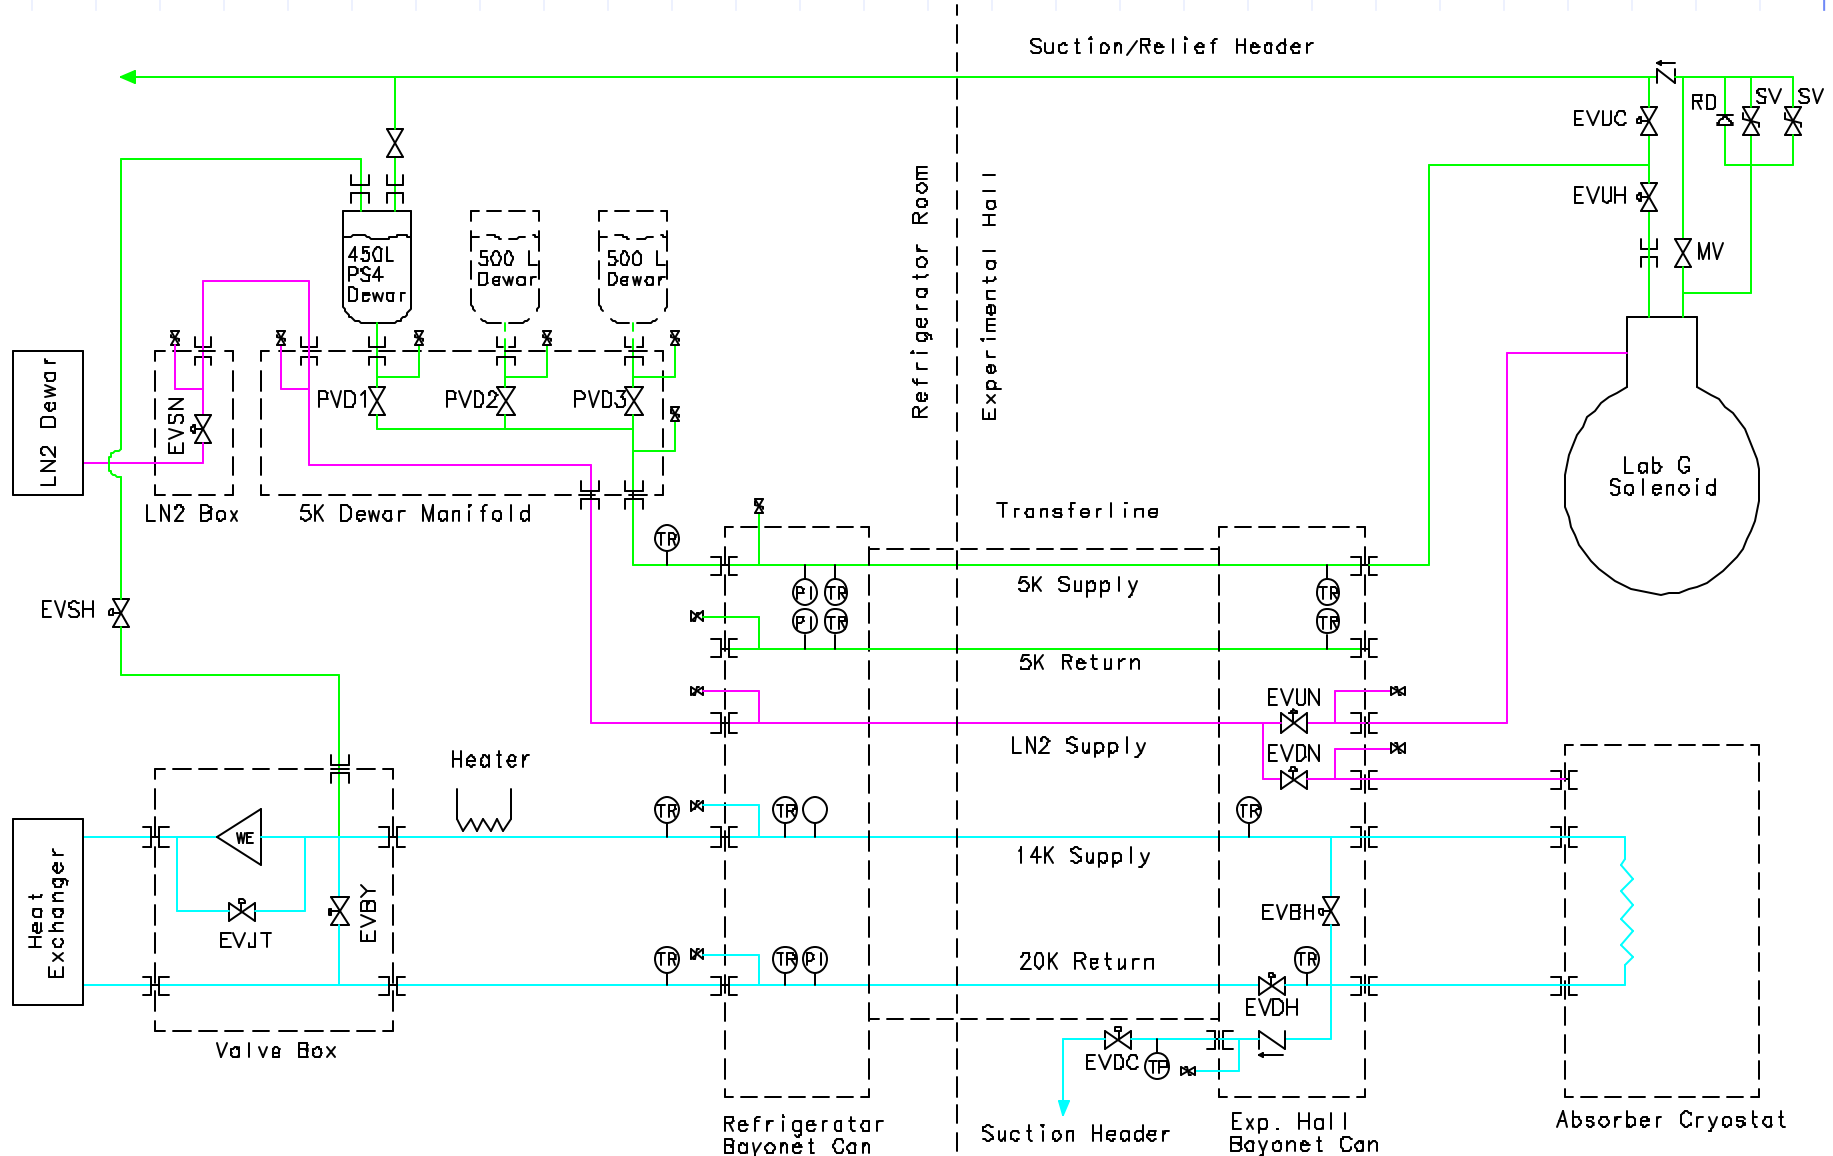 Suction/Relief Header
RD
SV
SV
EVUC
EVUH
MV
Refrigerator Room
Experimental Hall
450L
PS4
Dewar
500 L
Dewar
500 L
Dewar
LN2 Dewar
EVSN
PVD1
PVD2
PVD3
Lab G
Solenoid
LN2 Box
5K Dewar Manifold
Transferline
TR
5K Supply
PI
TR
TR
EVSH
PI
TR
TR
5K Return
EVUN
LN2 Supply
EVDN
Heater
TR
TR
TR
WE
14K Supply
Heat
Exchanger
EVJT
EVBY
EVBH
TR
TR
PI
20K Return
TR
EVDH
Valve Box
EVDC
TP
Refrigerator
Bayonet Can
Suction Header
Exp. Hall
Bayonet Can
Absorber Cryostat